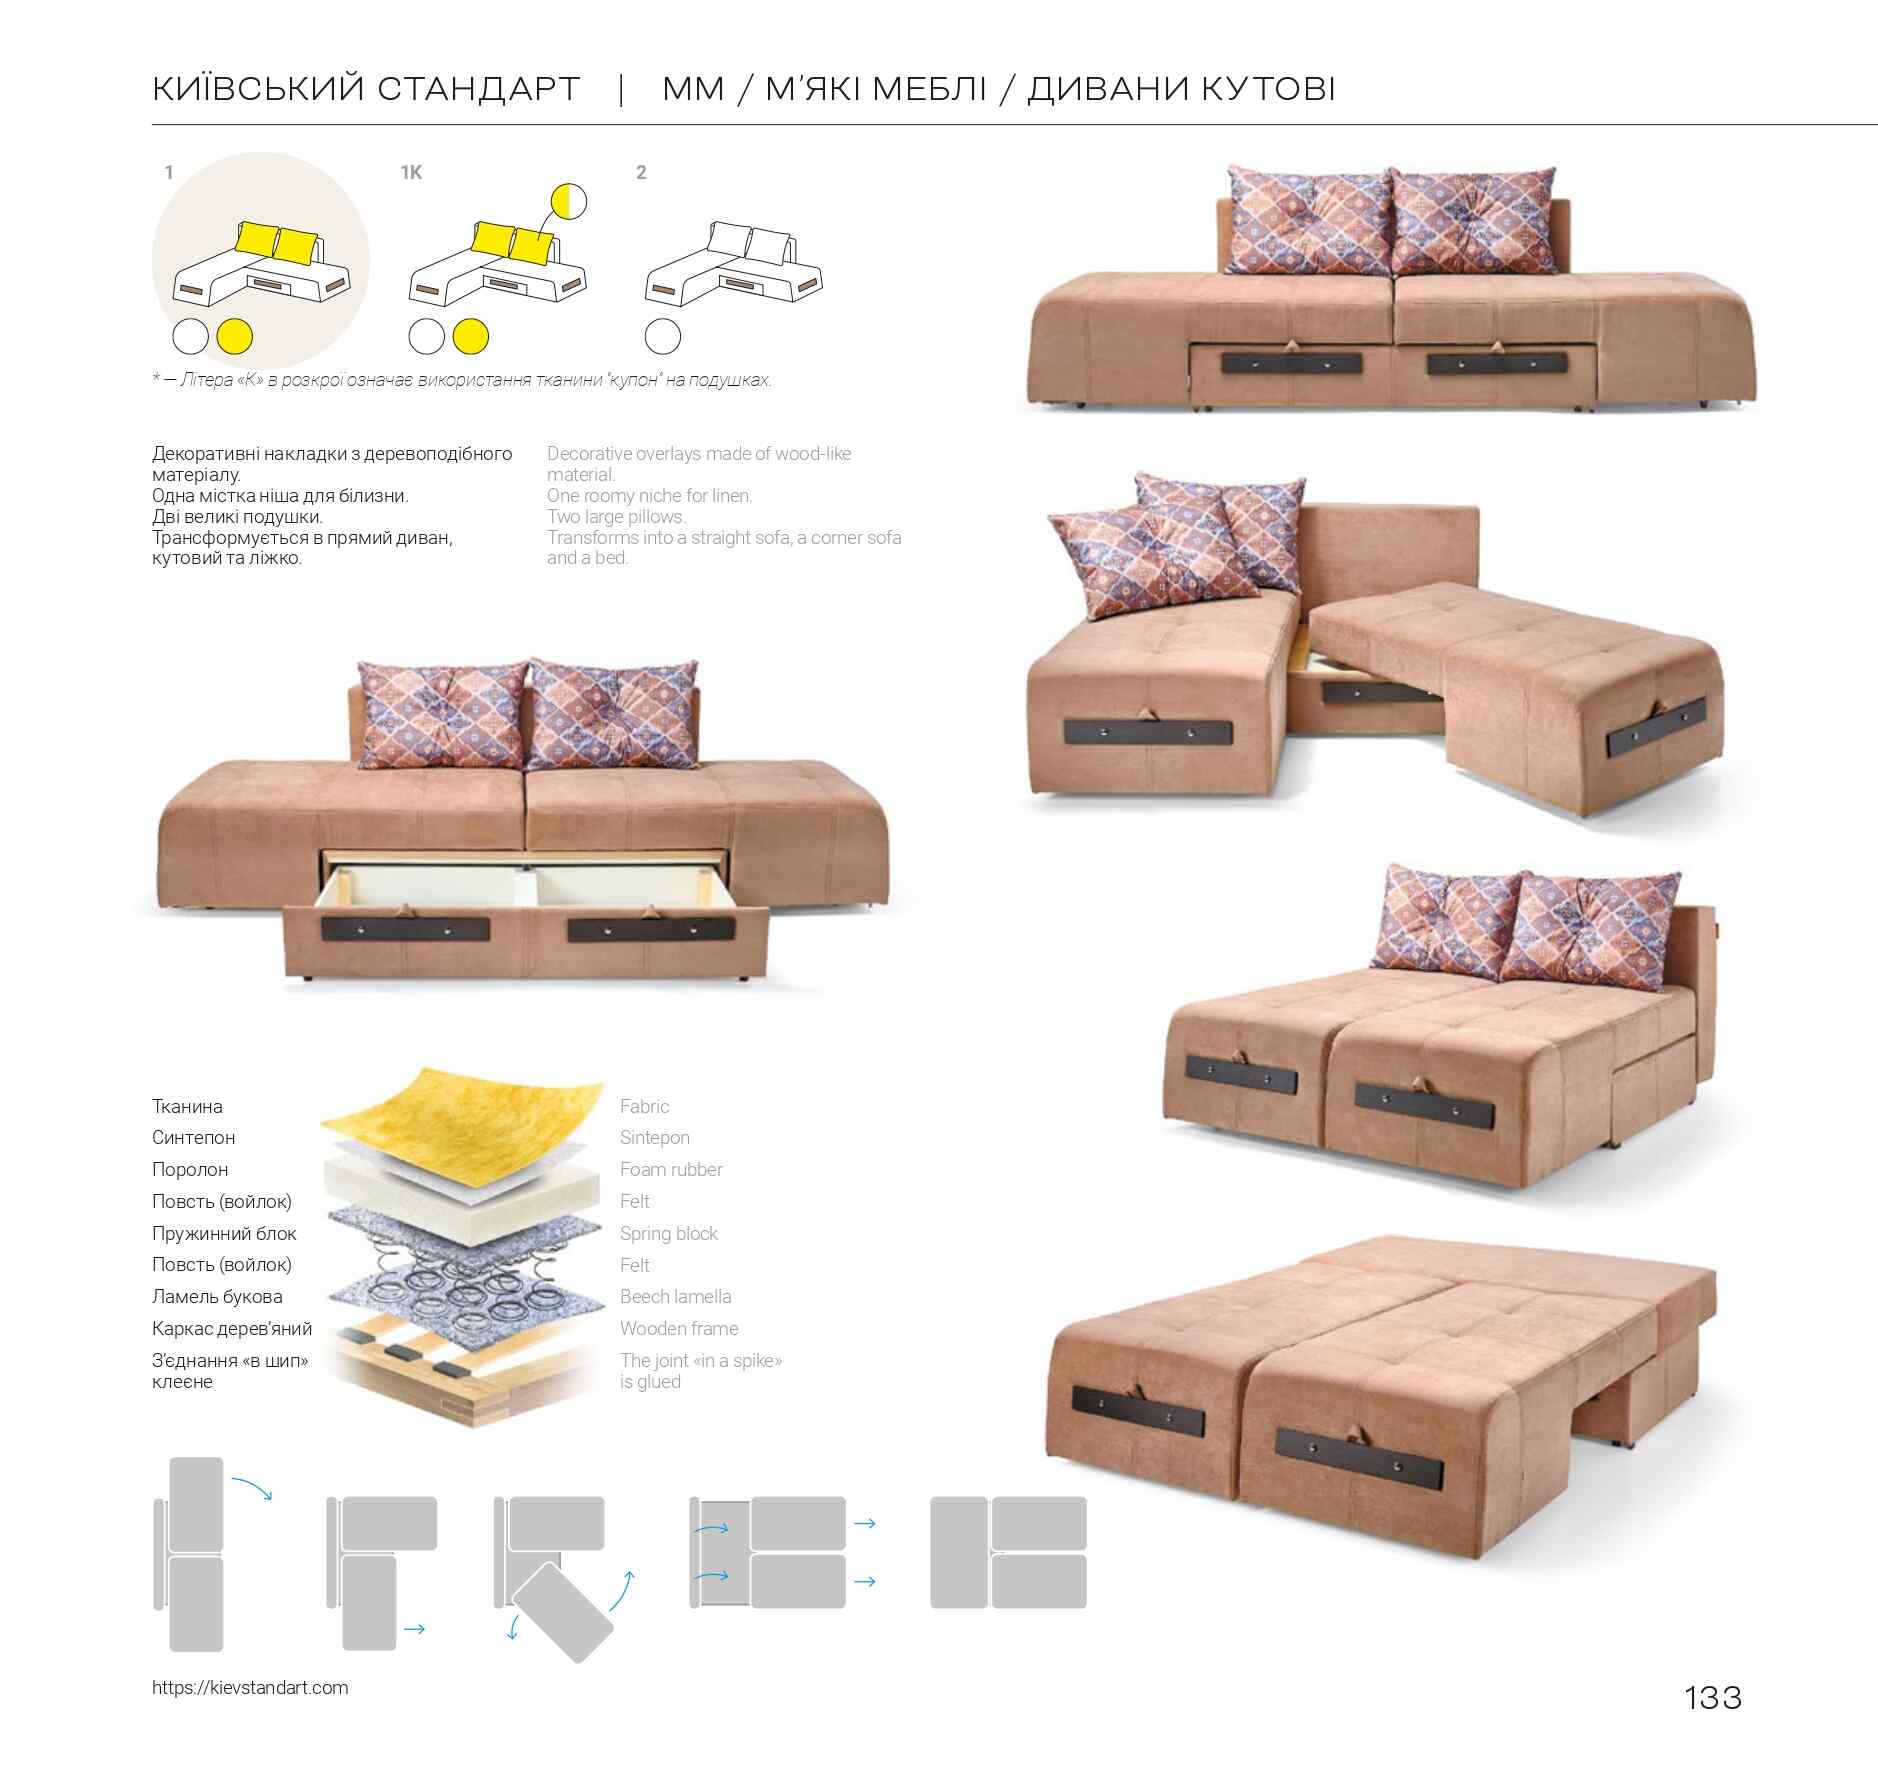 КИЇВСЬКИЙ СТАНДАРТ | ММ / М’ЯКІ МЕБЛІ / ДИВАНИ КУТОВІ
1
1K
2
* — Літера «К» в розкрої означає використання тканини “купон” на подушках.
Декоративні накладки з деревоподібного
матеріалу.
Одна містка ніша для білизни.
Дві великі подушки.
Трансформується в прямий диван,
кутовий та ліжко.
Decorative overlays made of wood-like
material.
One roomy niche for linen.
Two large pillows.
Transforms into a straight sofa, a corner sofa
and a bed.
Тканина
Синтепон
Поролон
Повсть (войлок)
Пружинний блок
Повсть (войлок)
Ламель букова
Каркас дерев’яний
З’єднання «в шип»
клеєне
Fabric
Sintepon
Foam rubber
Felt
Spring block
Felt
Beech lamella
Wooden frame
The joint «in a spike»
is glued
https://kievstandart.com
133